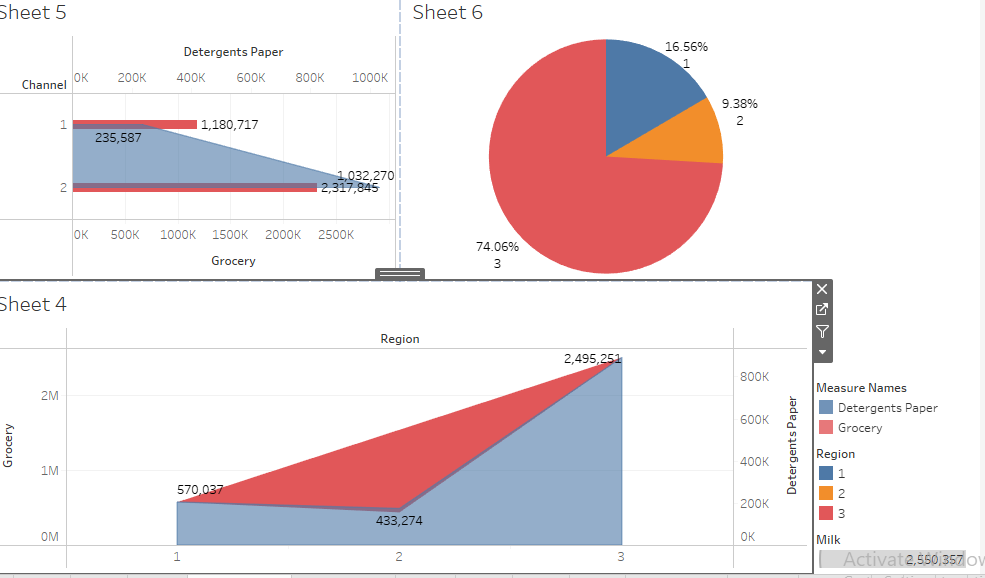 Sheet 5
Detergents Paper
0K 200K 400K 600K 800K 1000K
Channel
1
1,180,717
235,587
1,032,270
2
2,317,845
0K 500K 1000K 1500K 2000K 2500K
Grocery
Sheet 6
16.56%
1
9.38%
2
74.06%
3
Sheet 4
Region
2,495,251
2M
1M
0M
Grocery
570,037
433,274
800K
600K
400K
200K
0K
Detergents Paper
1 2 3
Measure Names
Detergents Paper
Grocery
Region
1
2
3
Milk
2,550,357
Activate Window